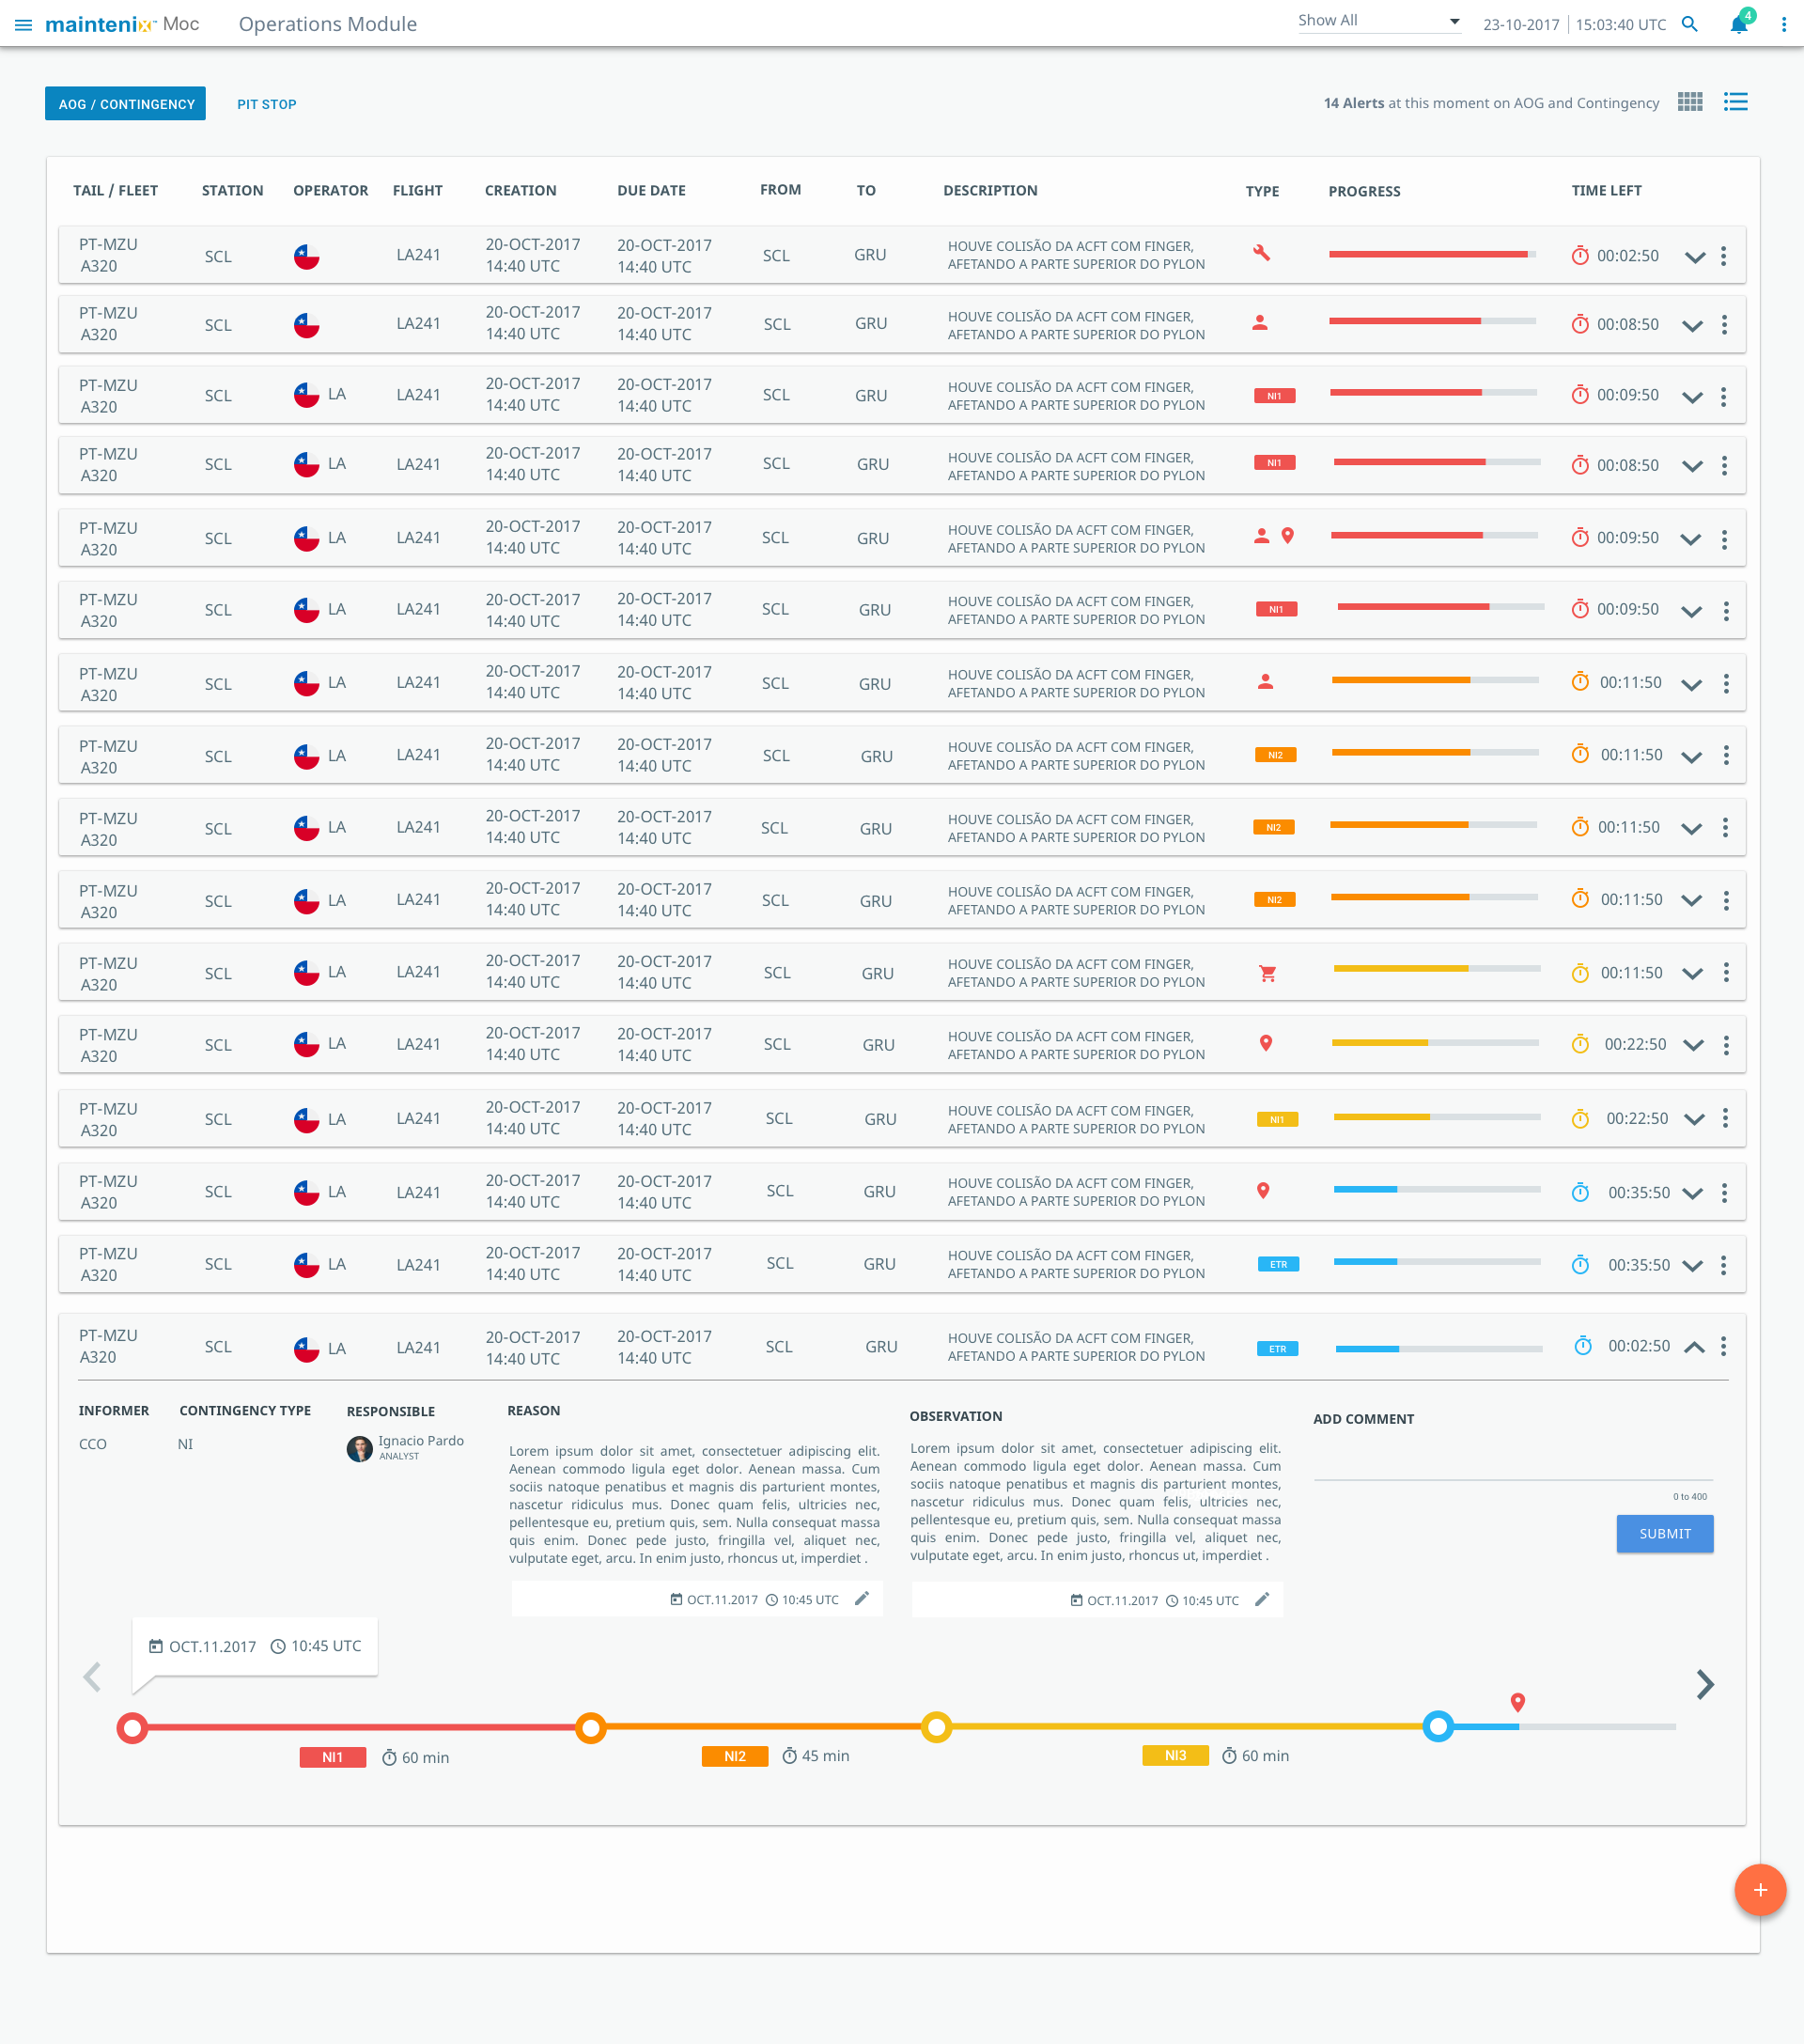 maintenix™ Moc Operations Module Show All 23-10-2017 15:03:40 UTC 4
AOG / CONTINGENCY PIT STOP 14 Alerts at this moment on AOG and Contingency
TAIL / FLEET STATION OPERATOR FLIGHT CREATION DUE DATE FROM TO DESCRIPTION TYPE PROGRESS TIME LEFT
PT-MZU 20-OCT-2017 20-OCT-2017 HOUVE COLISÃO DA ACFT COM FINGER,
SCL LA241 SCL GRU 00:02:50
A320 14:40 UTC 14:40 UTC AFETANDO A PARTE SUPERIOR DO PYLON
PT-MZU 20-OCT-2017 20-OCT-2017 HOUVE COLISÃO DA ACFT COM FINGER,
SCL LA241 SCL GRU 00:08:50
A320 14:40 UTC 14:40 UTC AFETANDO A PARTE SUPERIOR DO PYLON
PT-MZU 20-OCT-2017 20-OCT-2017 HOUVE COLISÃO DA ACFT COM FINGER,
SCL LA LA241 SCL GRU NI1 00:09:50
A320 14:40 UTC 14:40 UTC AFETANDO A PARTE SUPERIOR DO PYLON
PT-MZU 20-OCT-2017 20-OCT-2017 HOUVE COLISÃO DA ACFT COM FINGER,
SCL LA LA241 SCL GRU NI1 00:08:50
A320 14:40 UTC 14:40 UTC AFETANDO A PARTE SUPERIOR DO PYLON
PT-MZU 20-OCT-2017 20-OCT-2017 HOUVE COLISÃO DA ACFT COM FINGER,
SCL LA LA241 SCL GRU 00:09:50
A320 14:40 UTC 14:40 UTC AFETANDO A PARTE SUPERIOR DO PYLON
PT-MZU 20-OCT-2017 20-OCT-2017 HOUVE COLISÃO DA ACFT COM FINGER,
SCL LA LA241 SCL GRU NI1 00:09:50
A320 14:40 UTC 14:40 UTC AFETANDO A PARTE SUPERIOR DO PYLON
PT-MZU 20-OCT-2017 20-OCT-2017 HOUVE COLISÃO DA ACFT COM FINGER,
SCL LA LA241 SCL GRU 00:11:50
A320 14:40 UTC 14:40 UTC AFETANDO A PARTE SUPERIOR DO PYLON
PT-MZU 20-OCT-2017 20-OCT-2017 HOUVE COLISÃO DA ACFT COM FINGER,
SCL LA LA241 SCL GRU NI2 00:11:50
A320 14:40 UTC 14:40 UTC AFETANDO A PARTE SUPERIOR DO PYLON
PT-MZU 20-OCT-2017 20-OCT-2017 HOUVE COLISÃO DA ACFT COM FINGER,
SCL LA LA241 SCL GRU NI2 00:11:50
A320 14:40 UTC 14:40 UTC AFETANDO A PARTE SUPERIOR DO PYLON
PT-MZU 20-OCT-2017 20-OCT-2017 HOUVE COLISÃO DA ACFT COM FINGER,
SCL LA LA241 SCL GRU NI2 00:11:50
A320 14:40 UTC 14:40 UTC AFETANDO A PARTE SUPERIOR DO PYLON
PT-MZU 20-OCT-2017 20-OCT-2017 HOUVE COLISÃO DA ACFT COM FINGER,
SCL LA LA241 SCL GRU 00:11:50
A320 14:40 UTC 14:40 UTC AFETANDO A PARTE SUPERIOR DO PYLON
PT-MZU 20-OCT-2017 20-OCT-2017 HOUVE COLISÃO DA ACFT COM FINGER,
SCL LA LA241 SCL GRU 00:22:50
A320 14:40 UTC 14:40 UTC AFETANDO A PARTE SUPERIOR DO PYLON
PT-MZU 20-OCT-2017 20-OCT-2017 HOUVE COLISÃO DA ACFT COM FINGER,
SCL LA LA241 SCL GRU NI1 00:22:50
A320 14:40 UTC 14:40 UTC AFETANDO A PARTE SUPERIOR DO PYLON
PT-MZU 20-OCT-2017 20-OCT-2017 HOUVE COLISÃO DA ACFT COM FINGER,
SCL LA LA241 SCL GRU 00:35:50
A320 14:40 UTC 14:40 UTC AFETANDO A PARTE SUPERIOR DO PYLON
PT-MZU 20-OCT-2017 20-OCT-2017 HOUVE COLISÃO DA ACFT COM FINGER,
SCL LA LA241 SCL GRU ETR 00:35:50
A320 14:40 UTC 14:40 UTC AFETANDO A PARTE SUPERIOR DO PYLON
PT-MZU 20-OCT-2017 20-OCT-2017 HOUVE COLISÃO DA ACFT COM FINGER,
SCL LA LA241 SCL GRU ETR 00:02:50
A320 14:40 UTC 14:40 UTC AFETANDO A PARTE SUPERIOR DO PYLON
INFORMER CONTINGENCY TYPE RESPONSIBLE
CCO NI Ignacio Pardo
ANALYST
REASON
Lorem ipsum dolor sit amet, consectetuer adipiscing elit.
Aenean commodo ligula eget dolor. Aenean massa. Cum
sociis natoque penatibus et magnis dis parturient montes,
nascetur ridiculus mus. Donec quam felis, ultricies nec,
pellentesque eu, pretium quis, sem. Nulla consequat massa
quis enim. Donec pede justo, fringilla vel, aliquet nec,
vulputate eget, arcu. In enim justo, rhoncus ut, imperdiet .
OCT.11.2017 10:45 UTC
OBSERVATION
Lorem ipsum dolor sit amet, consectetuer adipiscing elit.
Aenean commodo ligula eget dolor. Aenean massa. Cum
sociis natoque penatibus et magnis dis parturient montes,
nascetur ridiculus mus. Donec quam felis, ultricies nec,
pellentesque eu, pretium quis, sem. Nulla consequat massa
quis enim. Donec pede justo, fringilla vel, aliquet nec,
vulputate eget, arcu. In enim justo, rhoncus ut, imperdiet .
OCT.11.2017 10:45 UTC
ADD COMMENT
0 to 400
SUBMIT
OCT.11.2017 10:45 UTC
NI1 60 min NI2 45 min NI3 60 min